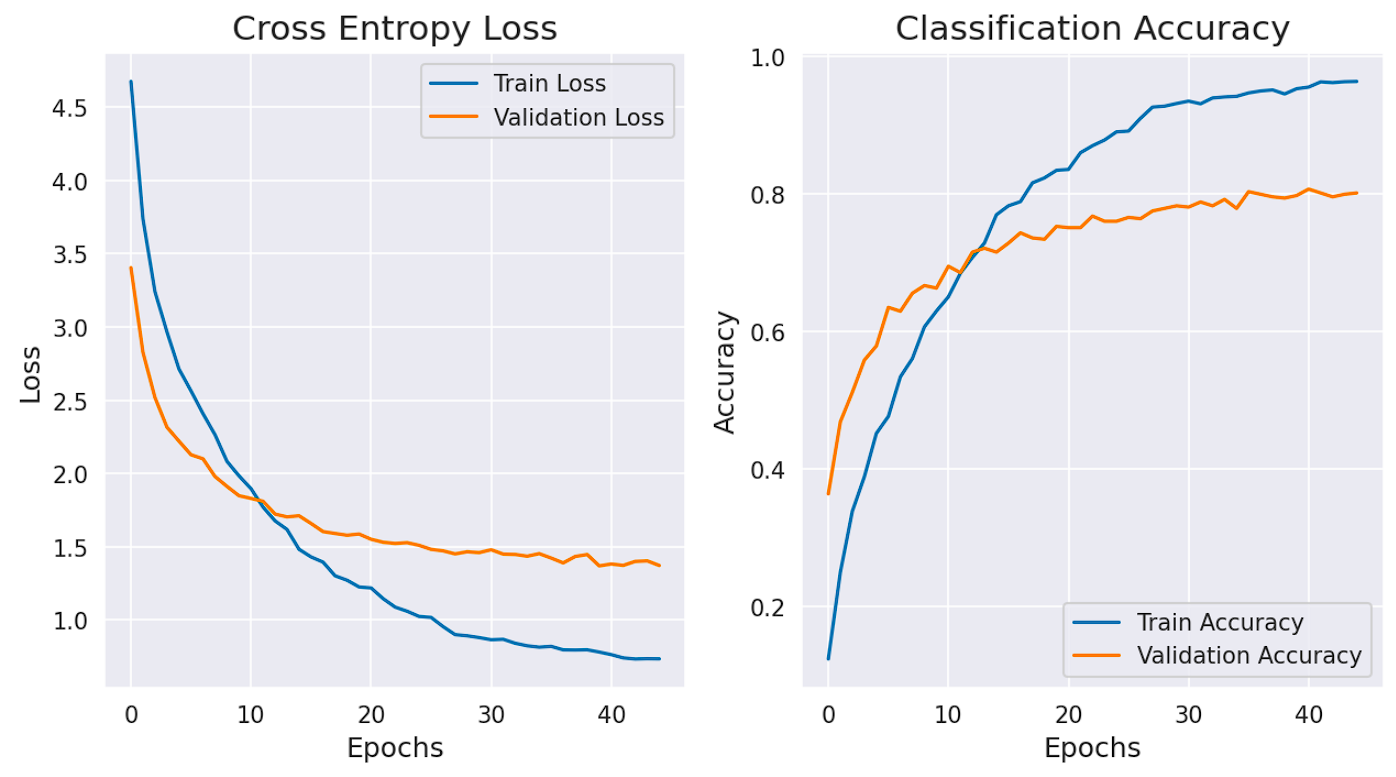 Cross Entropy Loss
Train Loss
Validation Loss
4.5
4.0
3.5
3.0
2.5
2.0
1.5
1.0
Loss
0 10 20 30 40
Epochs
Classification Accuracy
1.0
0.8
0.6
0.4
0.2
Accuracy
Train Accuracy
Validation Accuracy
0 10 20 30 40
Epochs